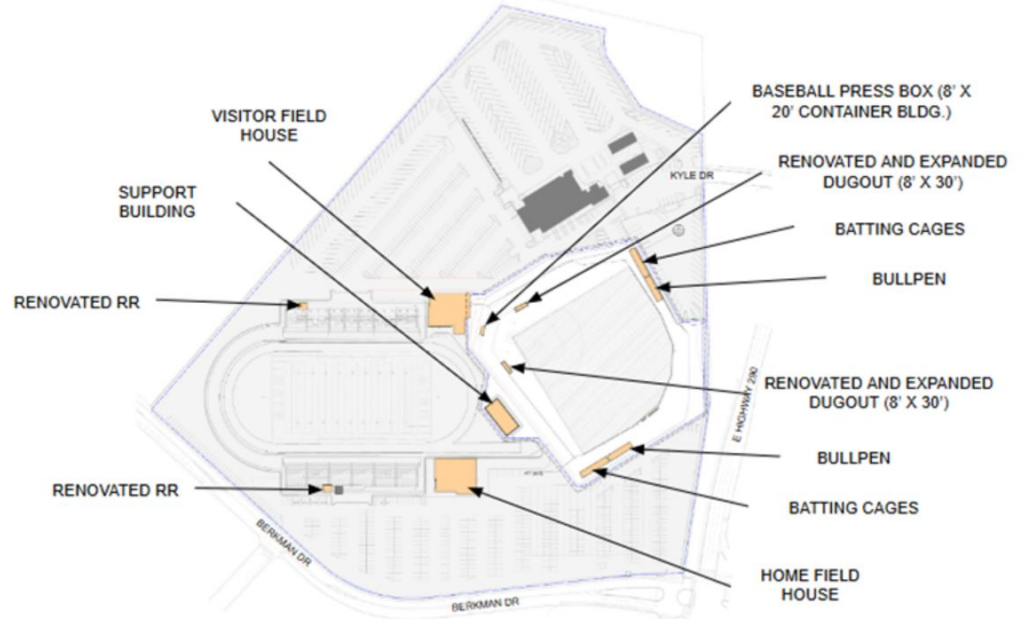 BASEBALL PRESS BOX (8' X
20' CONTAINER BLDG.)
VISITOR FIELD
HOUSE
RENOVATED AND EXPANDED
DUGOUT (8' X 30')
KYLE DR
SUPPORT
BUILDING
BATTING CAGES
BULLPEN
RENOVATED RR
RENOVATED AND EXPANDED
DUGOUT (8' X 30')
E HIGHWAY 290
BULLPEN
RENOVATED RR
BATTING CAGES
BERKMAN DR
HOME FIELD
HOUSE
BERKMAN DR